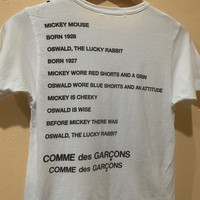 MICKEY MOUSE
BORN 1928
OSWALD, THE LUCKY RABBIT
BORN 1927
MICKEY WORE RED SHORTS AND A GRIN
OSWALD WORE BLUE SHORTS AND AN ATTITUDE
MICKEY IS CHEEKY
OSWALD IS WISE
BEFORE MICKEY THERE WAS
OSWALD, THE LUCKY RABBIT
COMME des GARÇONS
COMME des GARÇONS